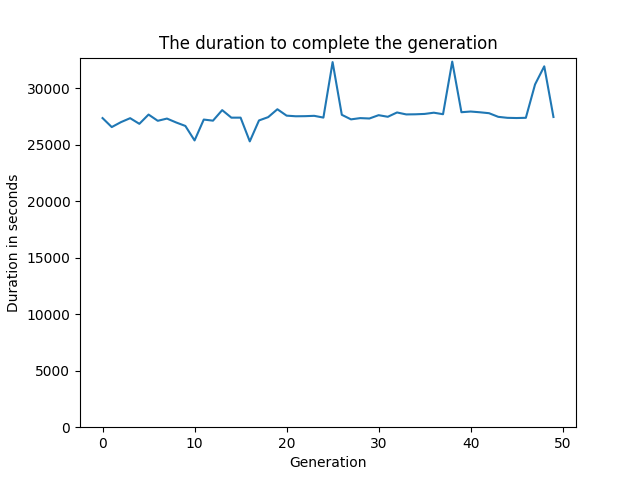 The duration to complete the generation
30000
25000
20000
15000
10000
5000
0
Duration in seconds
0 10 20 30 40 50
Generation